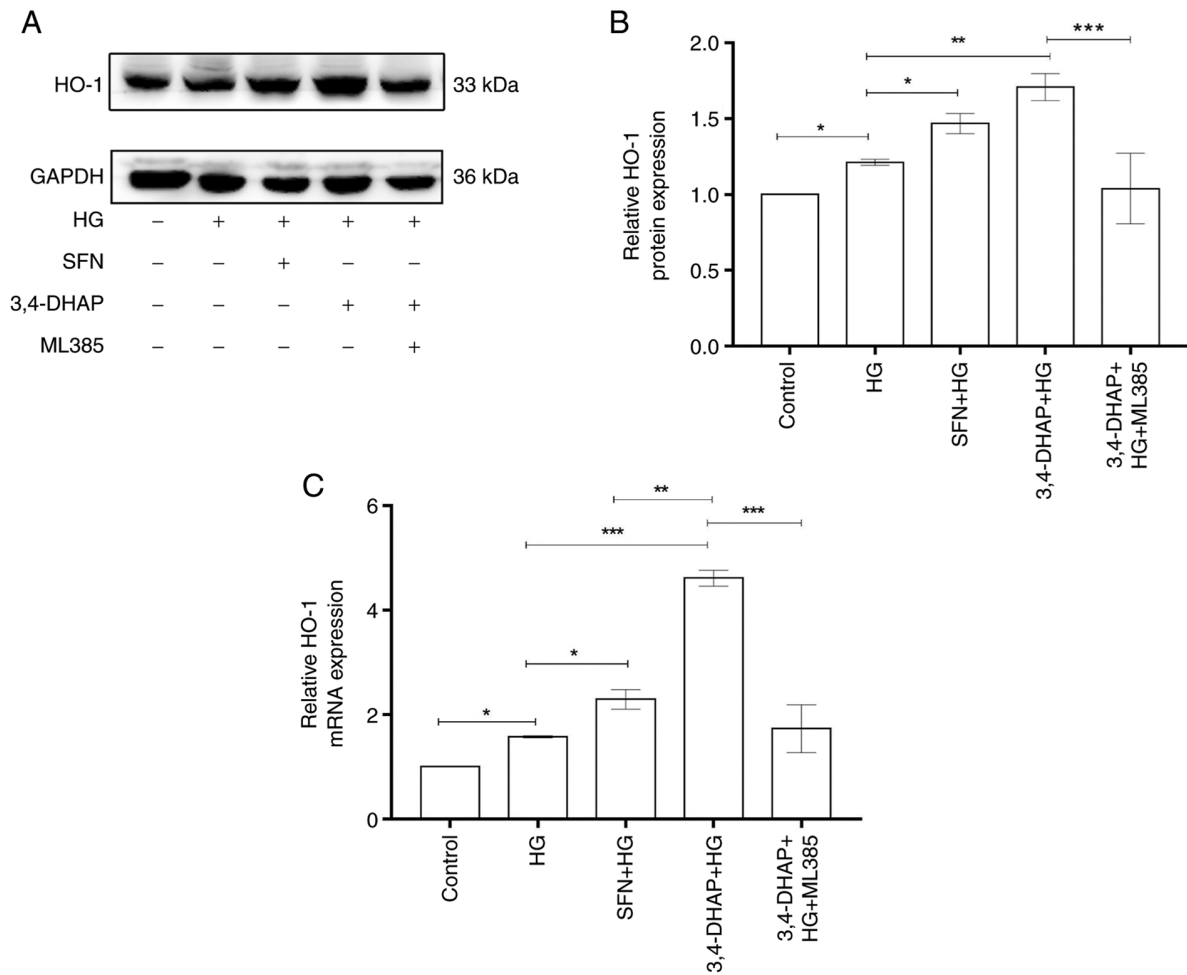 A
HO-1
33 kDa
GAPDH
36 kDa
HG – + + + +
SFN – – + – –
3,4-DHAP – – – + +
ML385 – – – – +
B
Relative HO-1
protein expression
2.0
1.5
1.0
0.5
0.0
*
*
**
***
Control
HG
SFN+HG
3,4-DHAP+HG
3,4-DHAP+
HG+ML385
C
Relative HO-1
mRNA expression
6
4
2
0
*
*
***
**
***
Control
HG
SFN+HG
3,4-DHAP+HG
3,4-DHAP+
HG+ML385